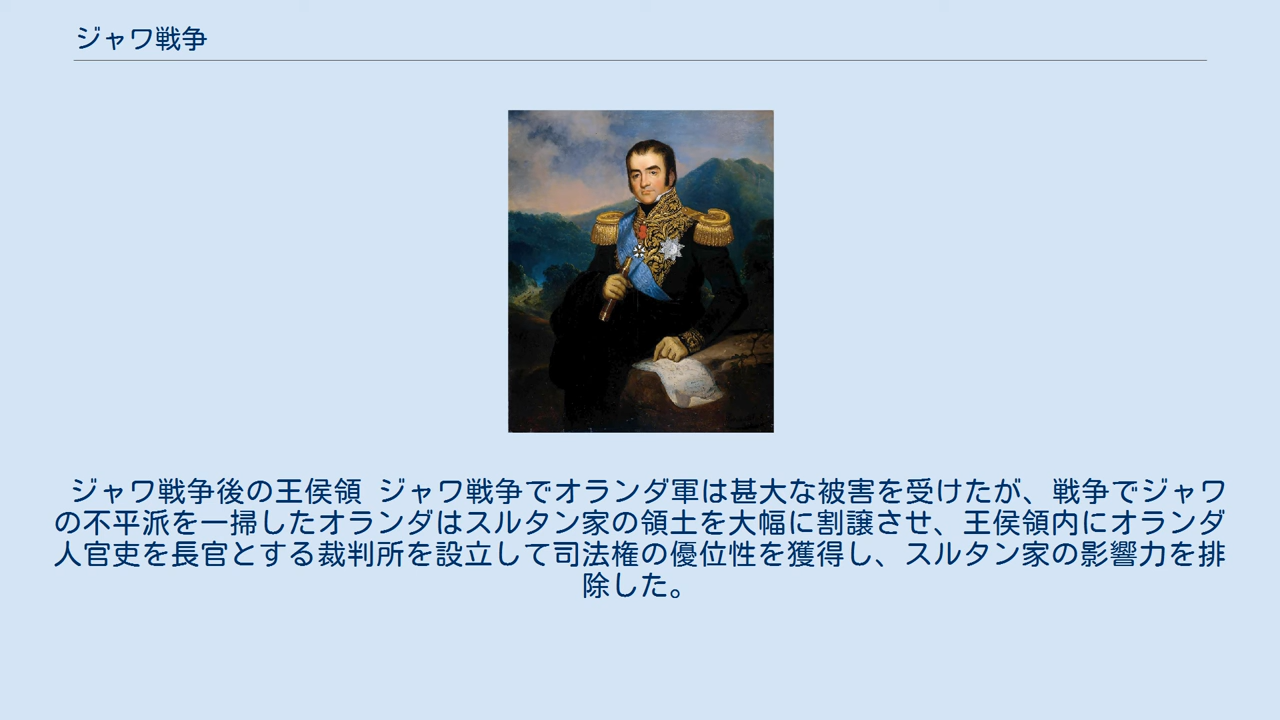 ジャワ戦争
ジャワ戦争後の王侯領 ジャワ戦争でオランダ軍は甚大な被害を受けたが、戦争でジャワ
の不平派を一掃したオランダはスルタン家の領土を大幅に割譲させ、王侯領内にオランダ
人官吏を長官とする裁判所を設立して司法権の優位性を獲得し、スルタン家の影響力を排
除した。